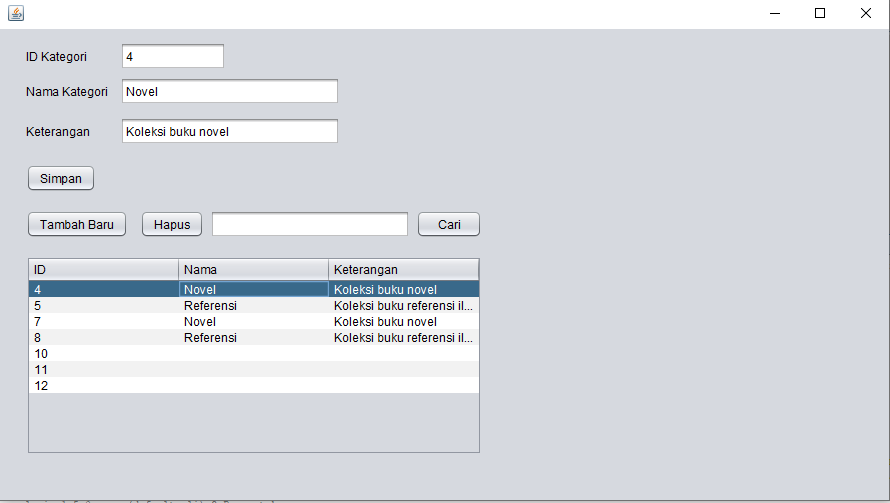 ID Kategori 4
Nama Kategori Novel
Keterangan Koleksi buku novel
Simpan
Tambah Baru Hapus Cari
ID Nama Keterangan
4 Novel Koleksi buku novel
5 Referensi Koleksi buku referensi il...
7 Novel Koleksi buku novel
8 Referensi Koleksi buku referensi il...
10
11
12